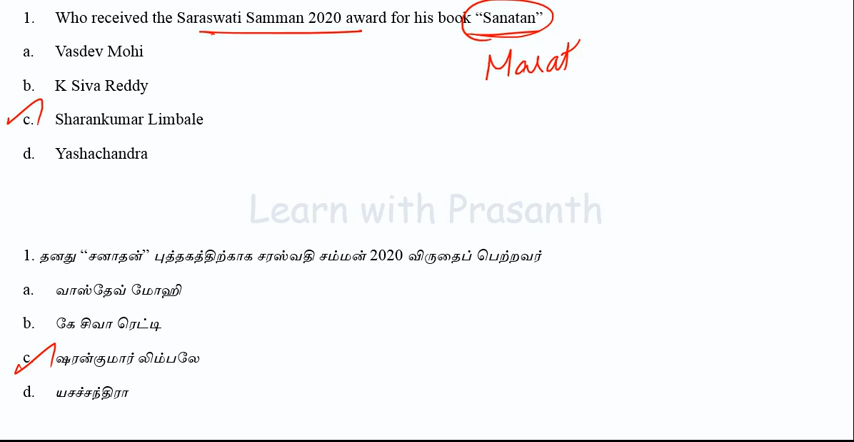 1. Who received the Saraswati Samman 2020 award for his book “Sanatan”
Marat
a. Vasdev Mohi
b. K Siva Reddy
c. Sharankumar Limbale
d. Yashachandra
Learn with Prasanth
1. தனது “சனாதன்” புத்தகத்திற்காக சரஸ்வதி சம்மன் 2020 விருதைப் பெற்றவர்
a. வாஸ்தேவ் மோஹி
b. கே சிவா ரெட்டி
c. ஷரன்குமார் லிம்பலே
d. யசச்சந்திரா